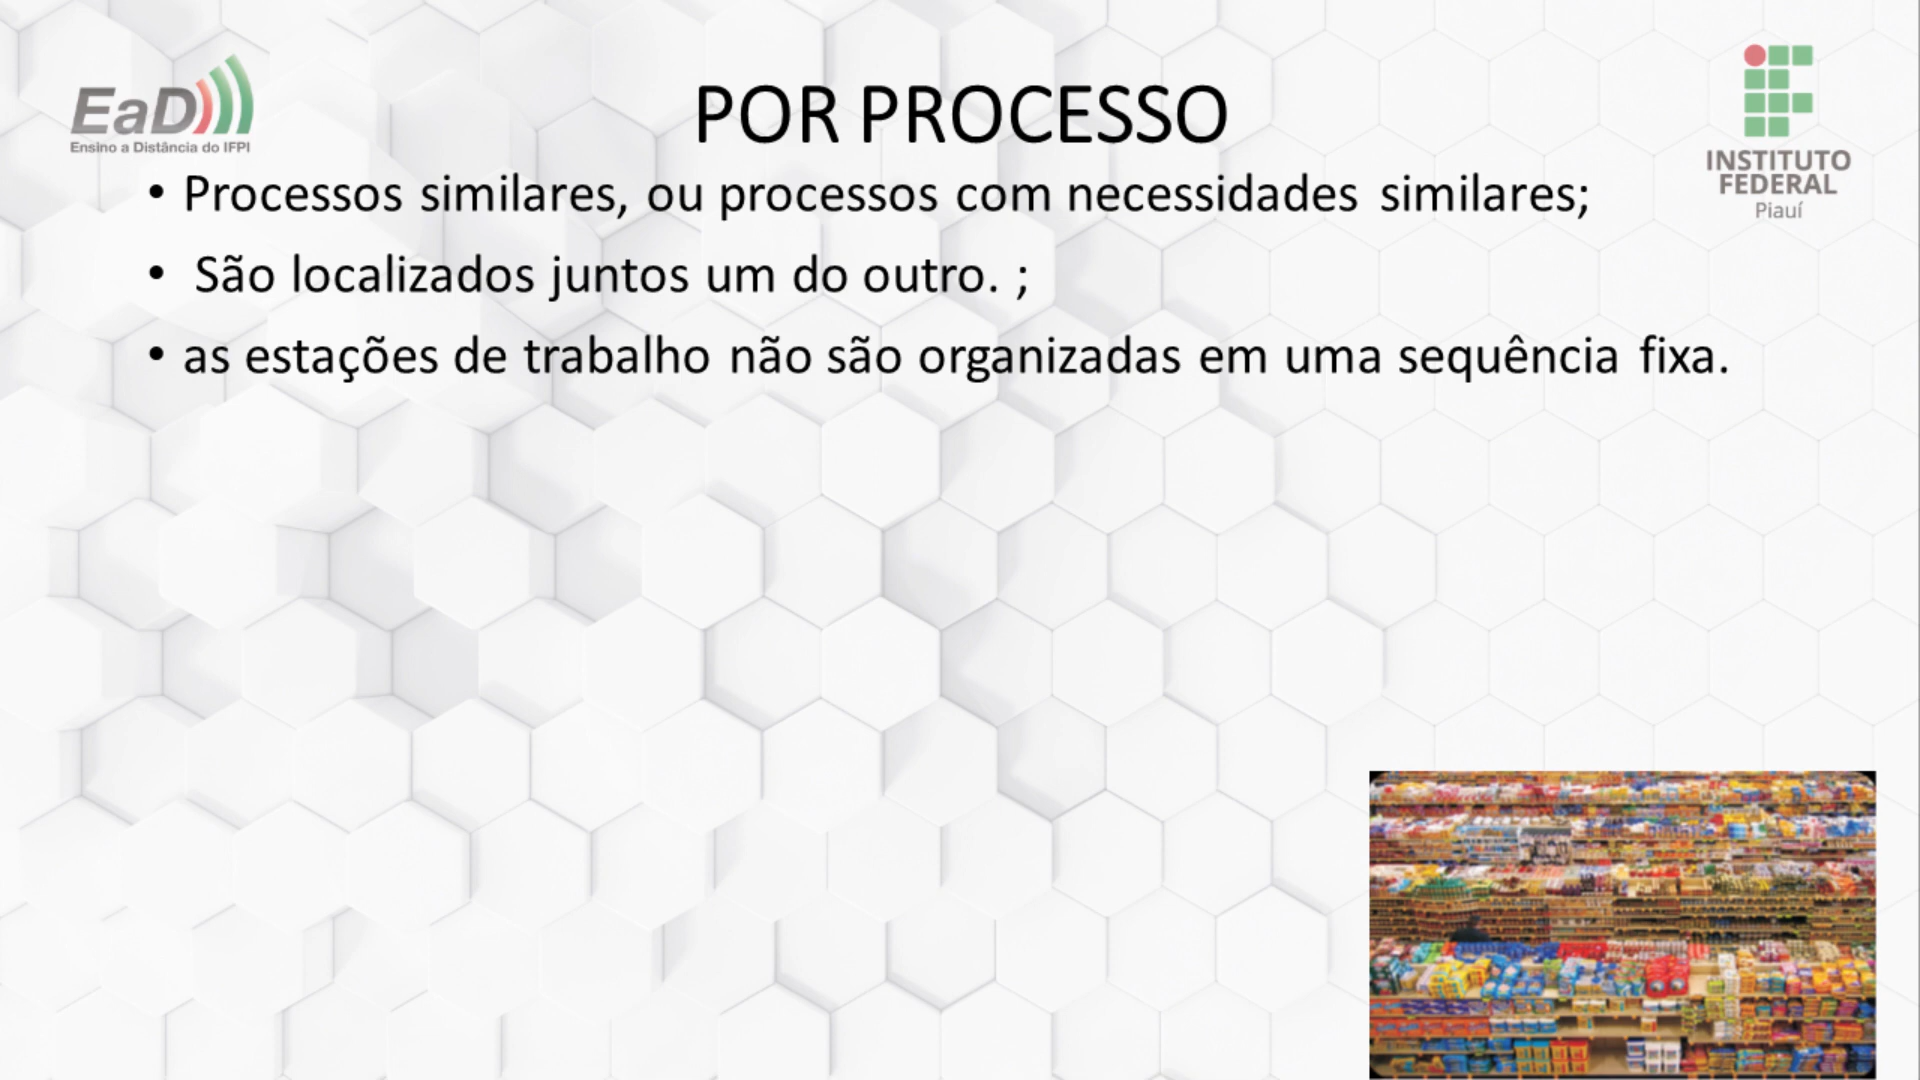 EaD
Ensino a Distância do IFPI
POR PROCESSO
INSTITUTO
FEDERAL
Piauí
• Processos similares, ou processos com necessidades similares;
• São localizados juntos um do outro. ;
• as estações de trabalho não são organizadas em uma sequência fixa.